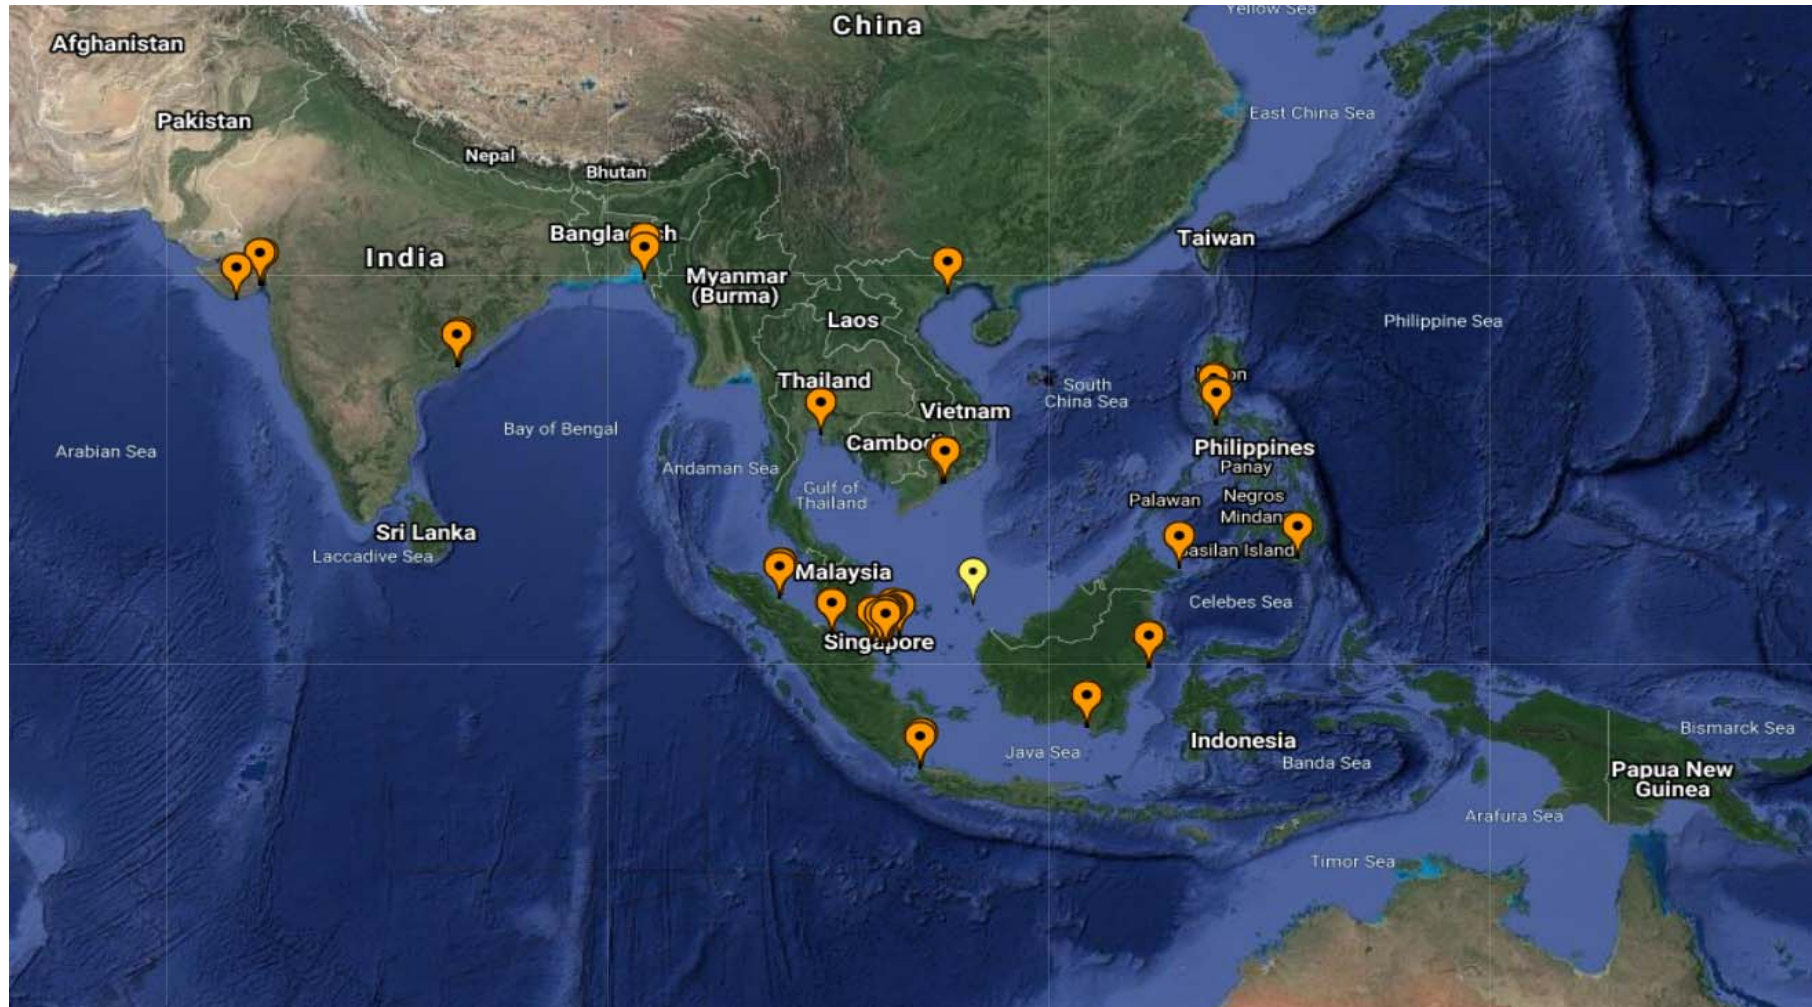 Yellow Sea
China
Afghanistan
East China Sea
Pakistan
Nepal
Bhutan
Bangladesh
Taiwan
India
Myanmar
(Burma)
Laos
Philippine Sea
Thailand
South
China Sea
Vietnam
Bay of Bengal
Arabian Sea
Philippines
Panay
Andaman Sea
Gulf of
Thailand
Palawan
Negros
Sri Lanka
Laccadive Sea
Malaysia
Celebes Sea
Singapore
Bismarck Sea
Indonesia
Java Sea
Banda Sea
Papua New
Guinea
Arafura Sea
Timor Sea